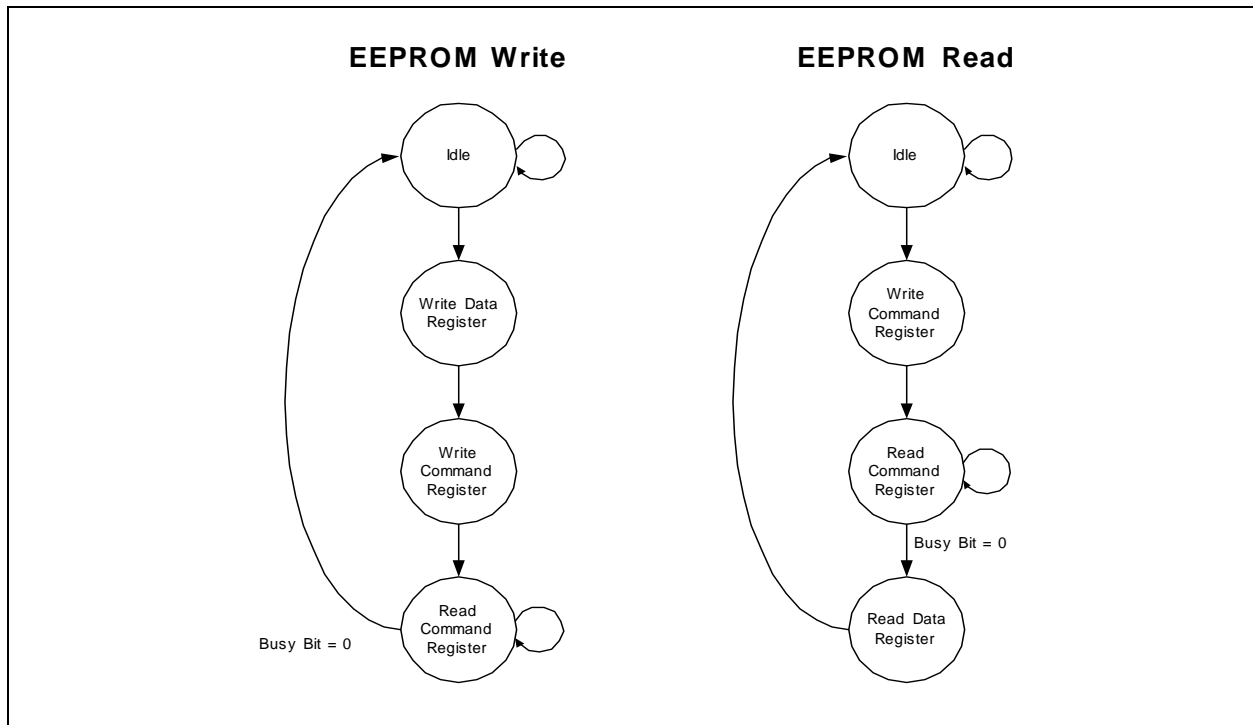 EEPROM Write
Idle
Write Data
Register
Write
Command
Register
Read
Command
Register
Busy Bit = 0
EEPROM Read
Idle
Write
Command
Register
Read
Command
Register
Busy Bit = 0
Read Data
Register